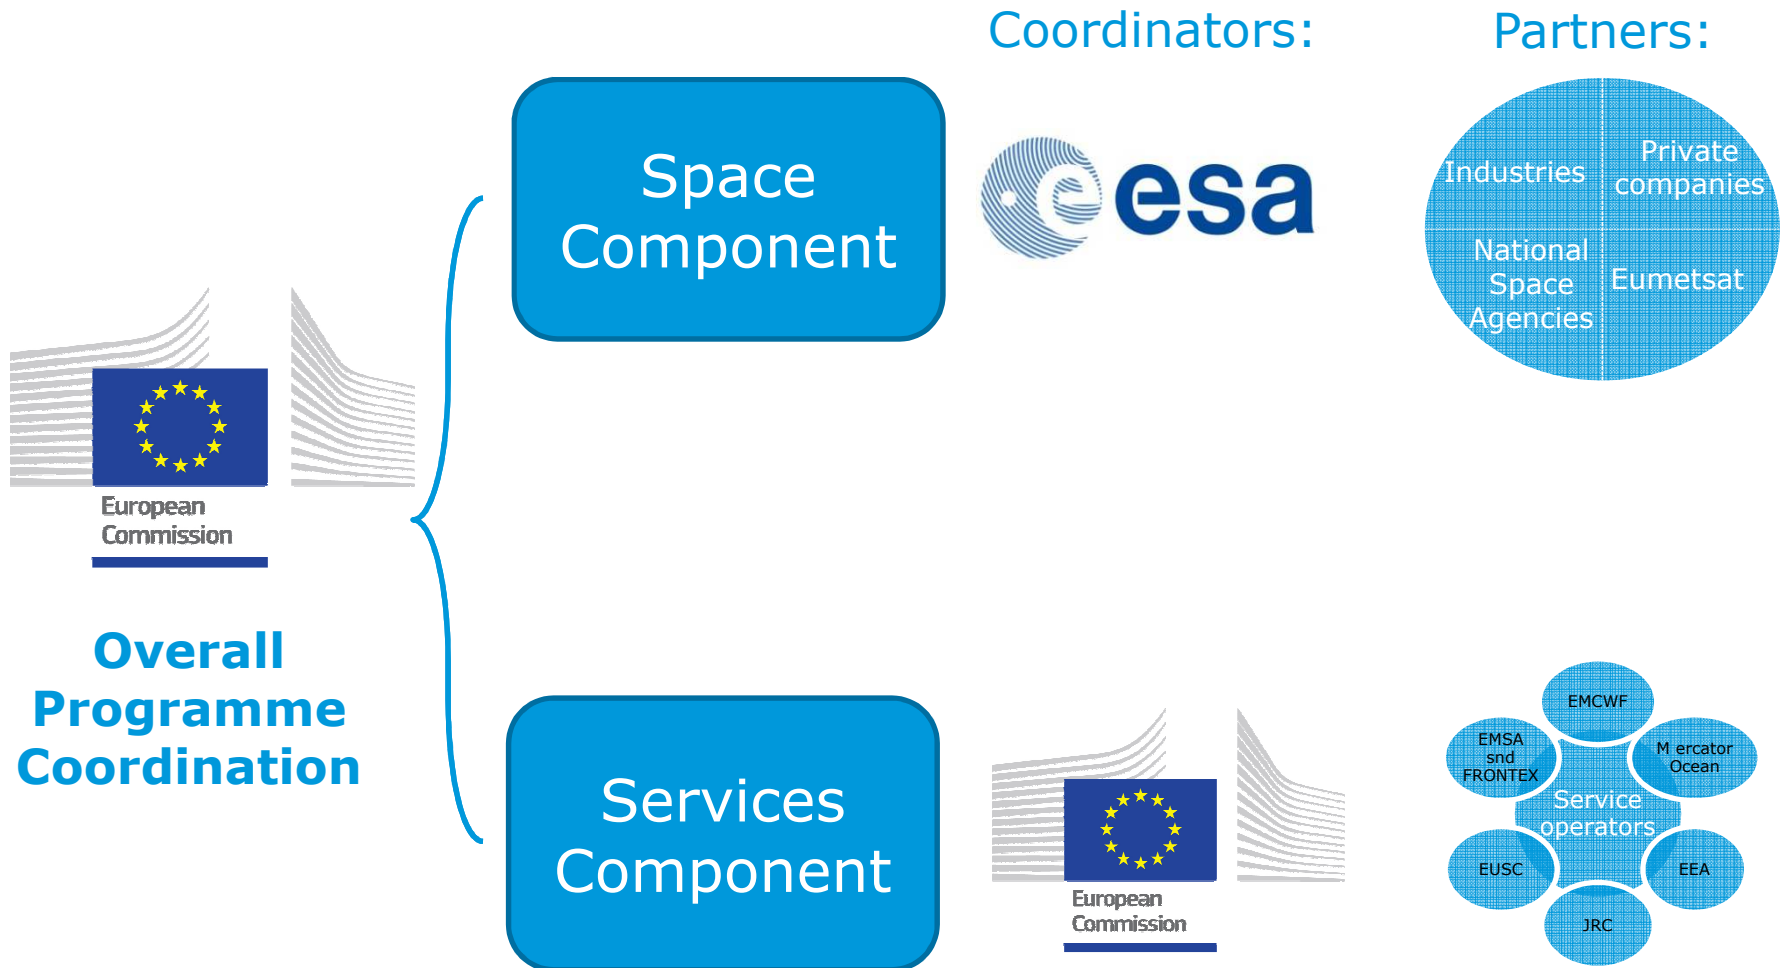 Coordinators:
Partners:
Space
Component
esa
Industries
Private
companies
National
Space
Agencies
Eumetsat
European
Commission
Overall
Programme
Coordination
Services
Component
European
Commission
EMCWF
EMSA
snd
FRONTEX
M ercator
Ocean
Service
operators
EUSC
EEA
JRC